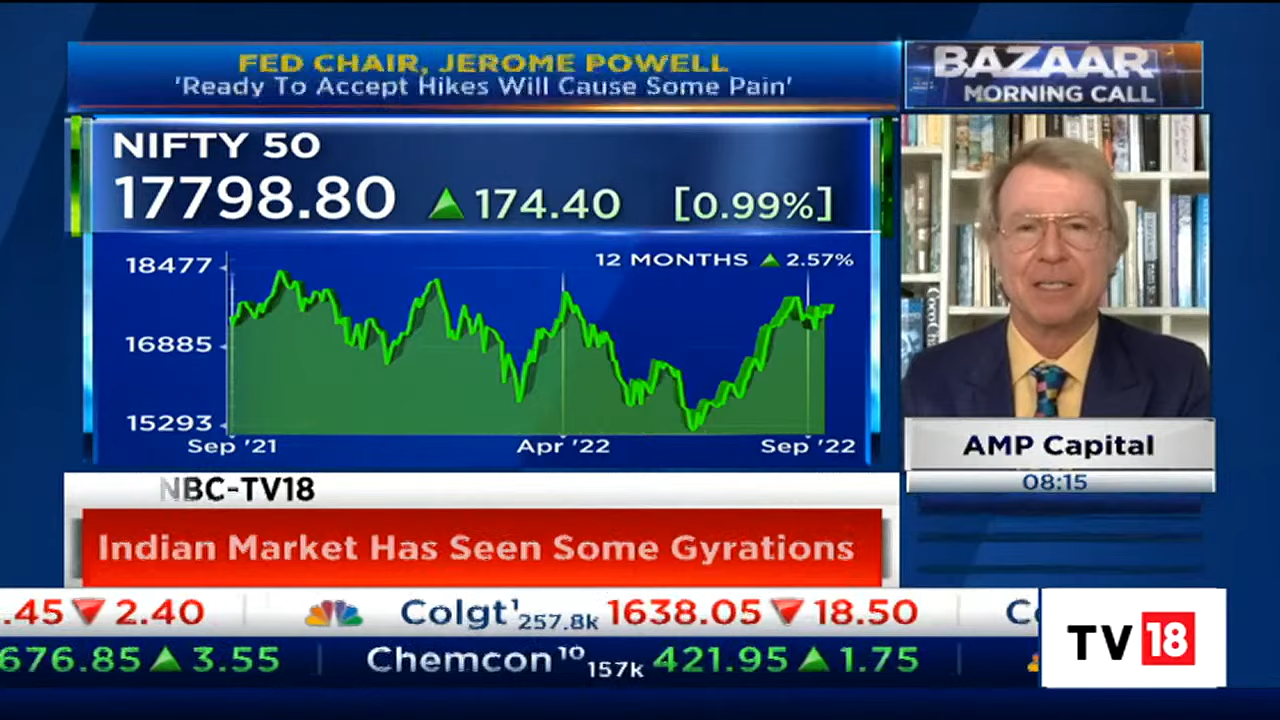 FED CHAIR, JEROME POWELL
'Ready To Accept Hikes Will Cause Some Pain'
BAZAAR
MORNING CALL
NIFTY 50
17798.80 ▲ 174.40 [0.99%]
12 MONTHS ▲ 2.57%
18477
16885
15293
Sep '21 Apr '22 Sep '22
AMP Capital
08:15
NBC-TV18
Indian Market Has Seen Some Gyrations
.45 ▼ 2.40 Colgt¹ 257.8k 1638.05 ▼ 18.50
676.85 ▲ 3.55 Chemcon¹⁰ 157k 421.95 ▲ 1.75
TV18